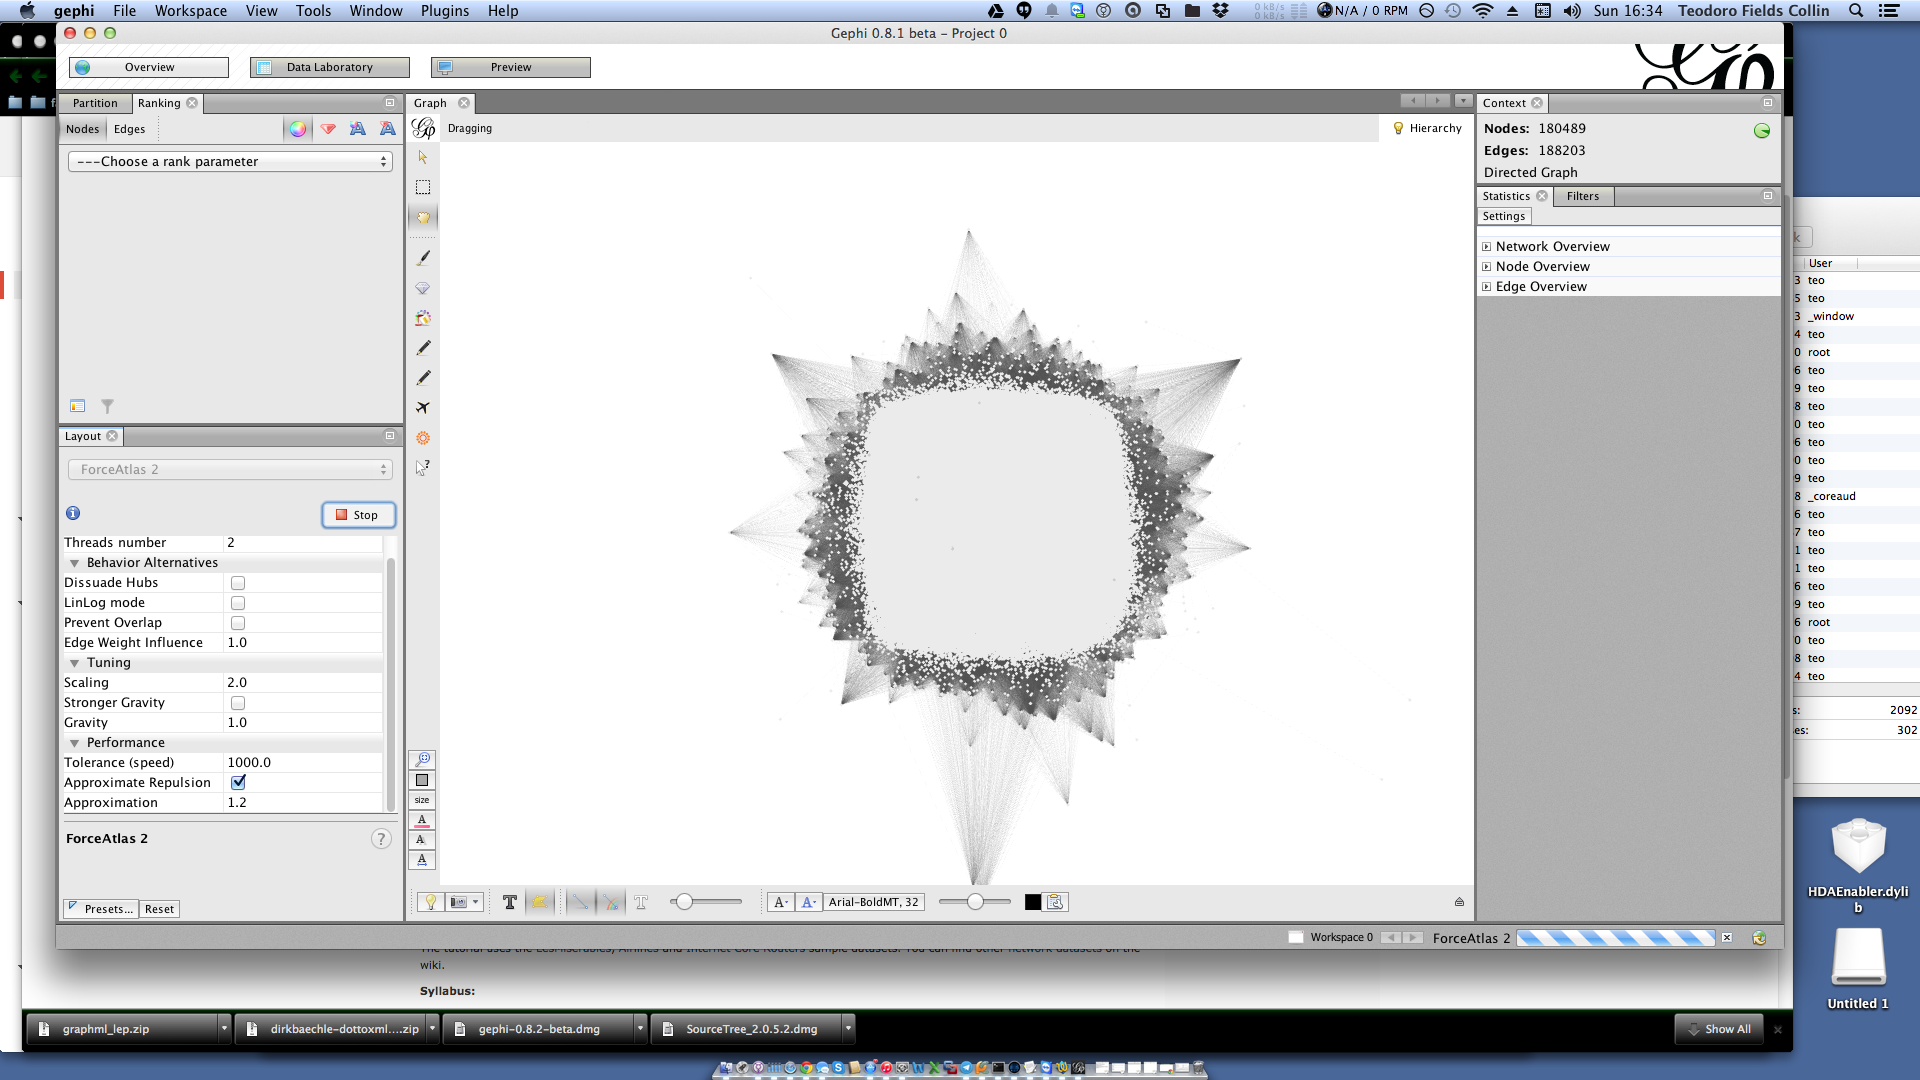 gephi File Workspace View Tools Window Plugins Help
0 kB/s
0 kB/s
N/A / 0 RPM
Sun 16:34 Teodoro Fields Collin
Gephi 0.8.1 beta - Project 0
Overview
Data Laboratory
Preview
Partition
Ranking
Nodes
Edges
---Choose a rank parameter
Graph
Dragging
Hierarchy
Context
Nodes: 180489
Edges: 188203
Directed Graph
Statistics
Filters
Settings
Network Overview
Node Overview
Edge Overview
Layout
ForceAtlas 2
Stop
Threads number 2
Behavior Alternatives
Dissuade Hubs
LinLog mode
Prevent Overlap
Edge Weight Influence 1.0
Tuning
Scaling 2.0
Stronger Gravity
Gravity 1.0
Performance
Tolerance (speed) 1000.0
Approximate Repulsion
Approximation 1.2
ForceAtlas 2
?
Presets...
Reset
size
Arial-BoldMT, 32
Workspace 0
ForceAtlas 2
k
User
3 teo
5 teo
3 _window
4 teo
0 root
6 teo
9 teo
8 teo
0 teo
6 teo
0 teo
9 teo
8 _coreaud
6 teo
7 teo
1 teo
1 teo
6 teo
9 teo
6 root
0 teo
8 teo
4 teo
s: 2092
es: 302
wiki.
Syllabus:
HDAEnabler.dyli
b
Untitled 1
graphml_lep.zip
dirkbaechle-dottoxml....zip
gephi-0.8.2-beta.dmg
SourceTree_2.0.5.2.dmg
Show All